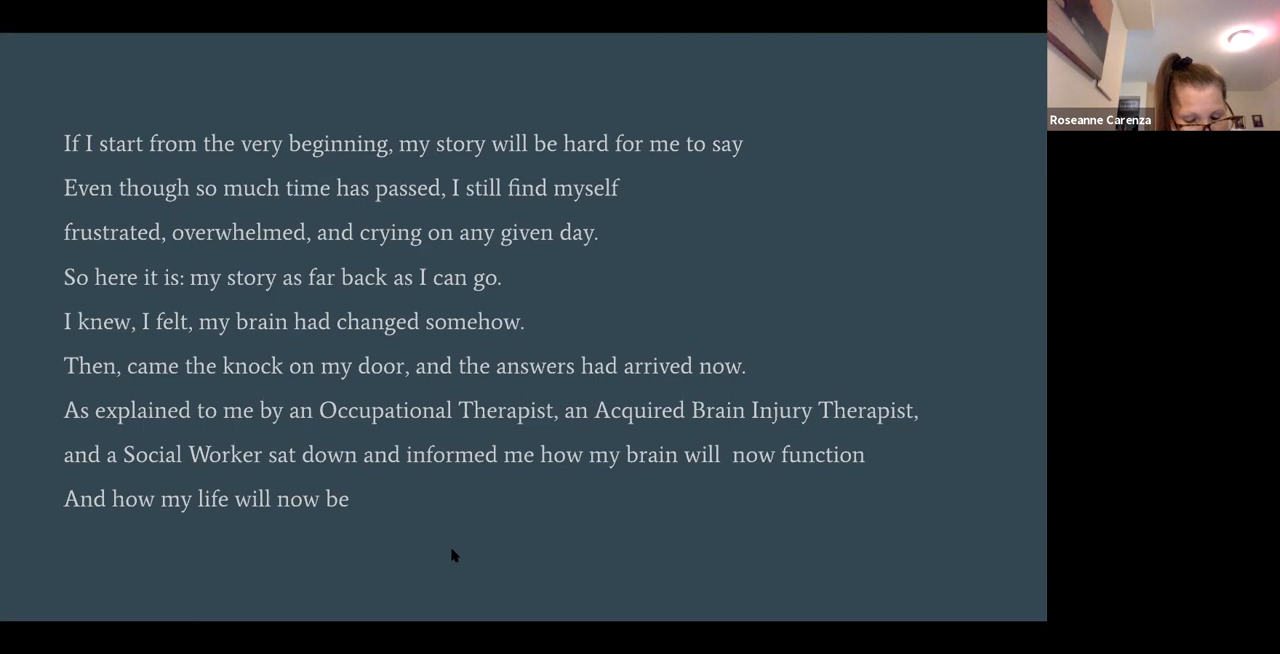 If I start from the very beginning, my story will be hard for me to say
Even though so much time has passed, I still find myself
frustrated, overwhelmed, and crying on any given day.
So here it is: my story as far back as I can go.
I knew, I felt, my brain had changed somehow.
Then, came the knock on my door, and the answers had arrived now.
As explained to me by an Occupational Therapist, an Acquired Brain Injury Therapist,
and a Social Worker sat down and informed me how my brain will  now function
And how my life will now be
Roseanne Carenza